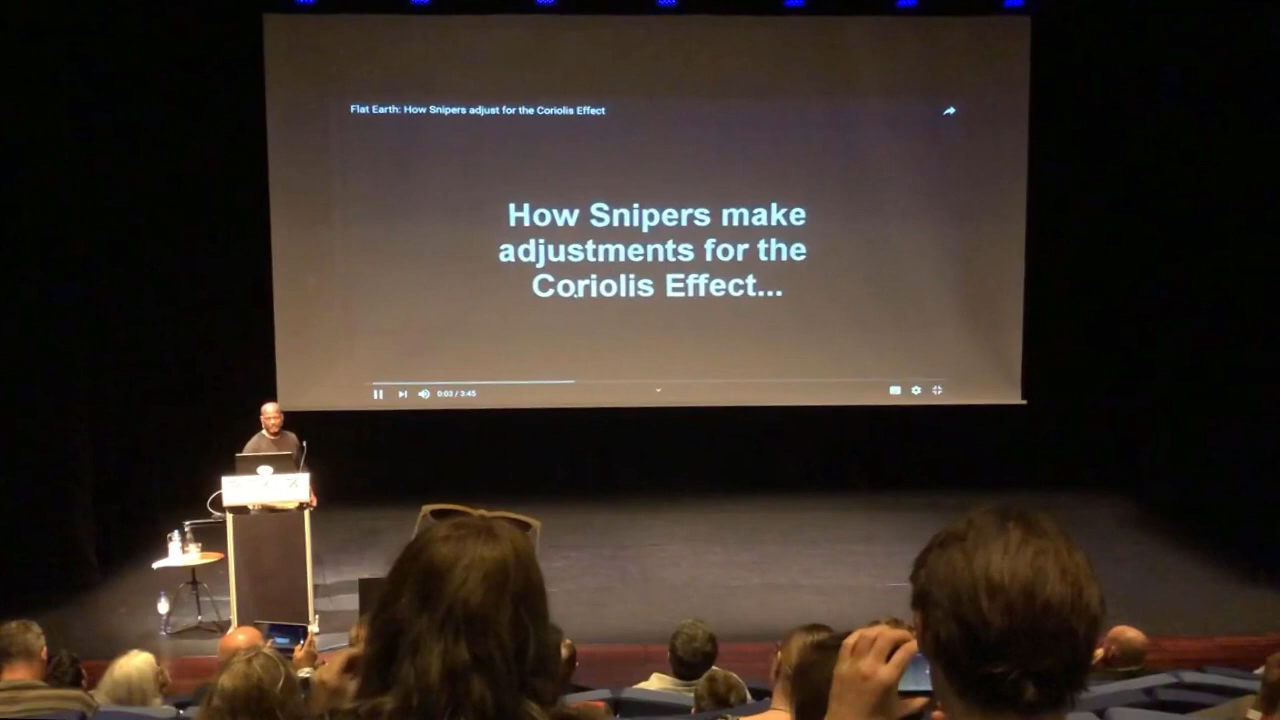 Flat Earth: How Snipers adjust for the Coriolis Effect
How Snipers make
adjustments for the
Coriolis Effect...
0:03 / 3:45